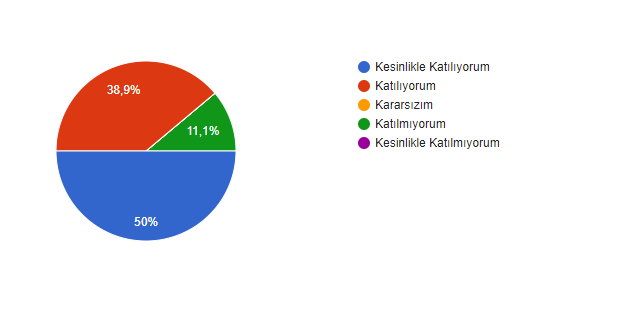 38,9%
11,1%
50%
Kesinlikle Katılıyorum
Katılıyorum
Kararsızım
Katılmıyorum
Kesinlikle Katılmıyorum